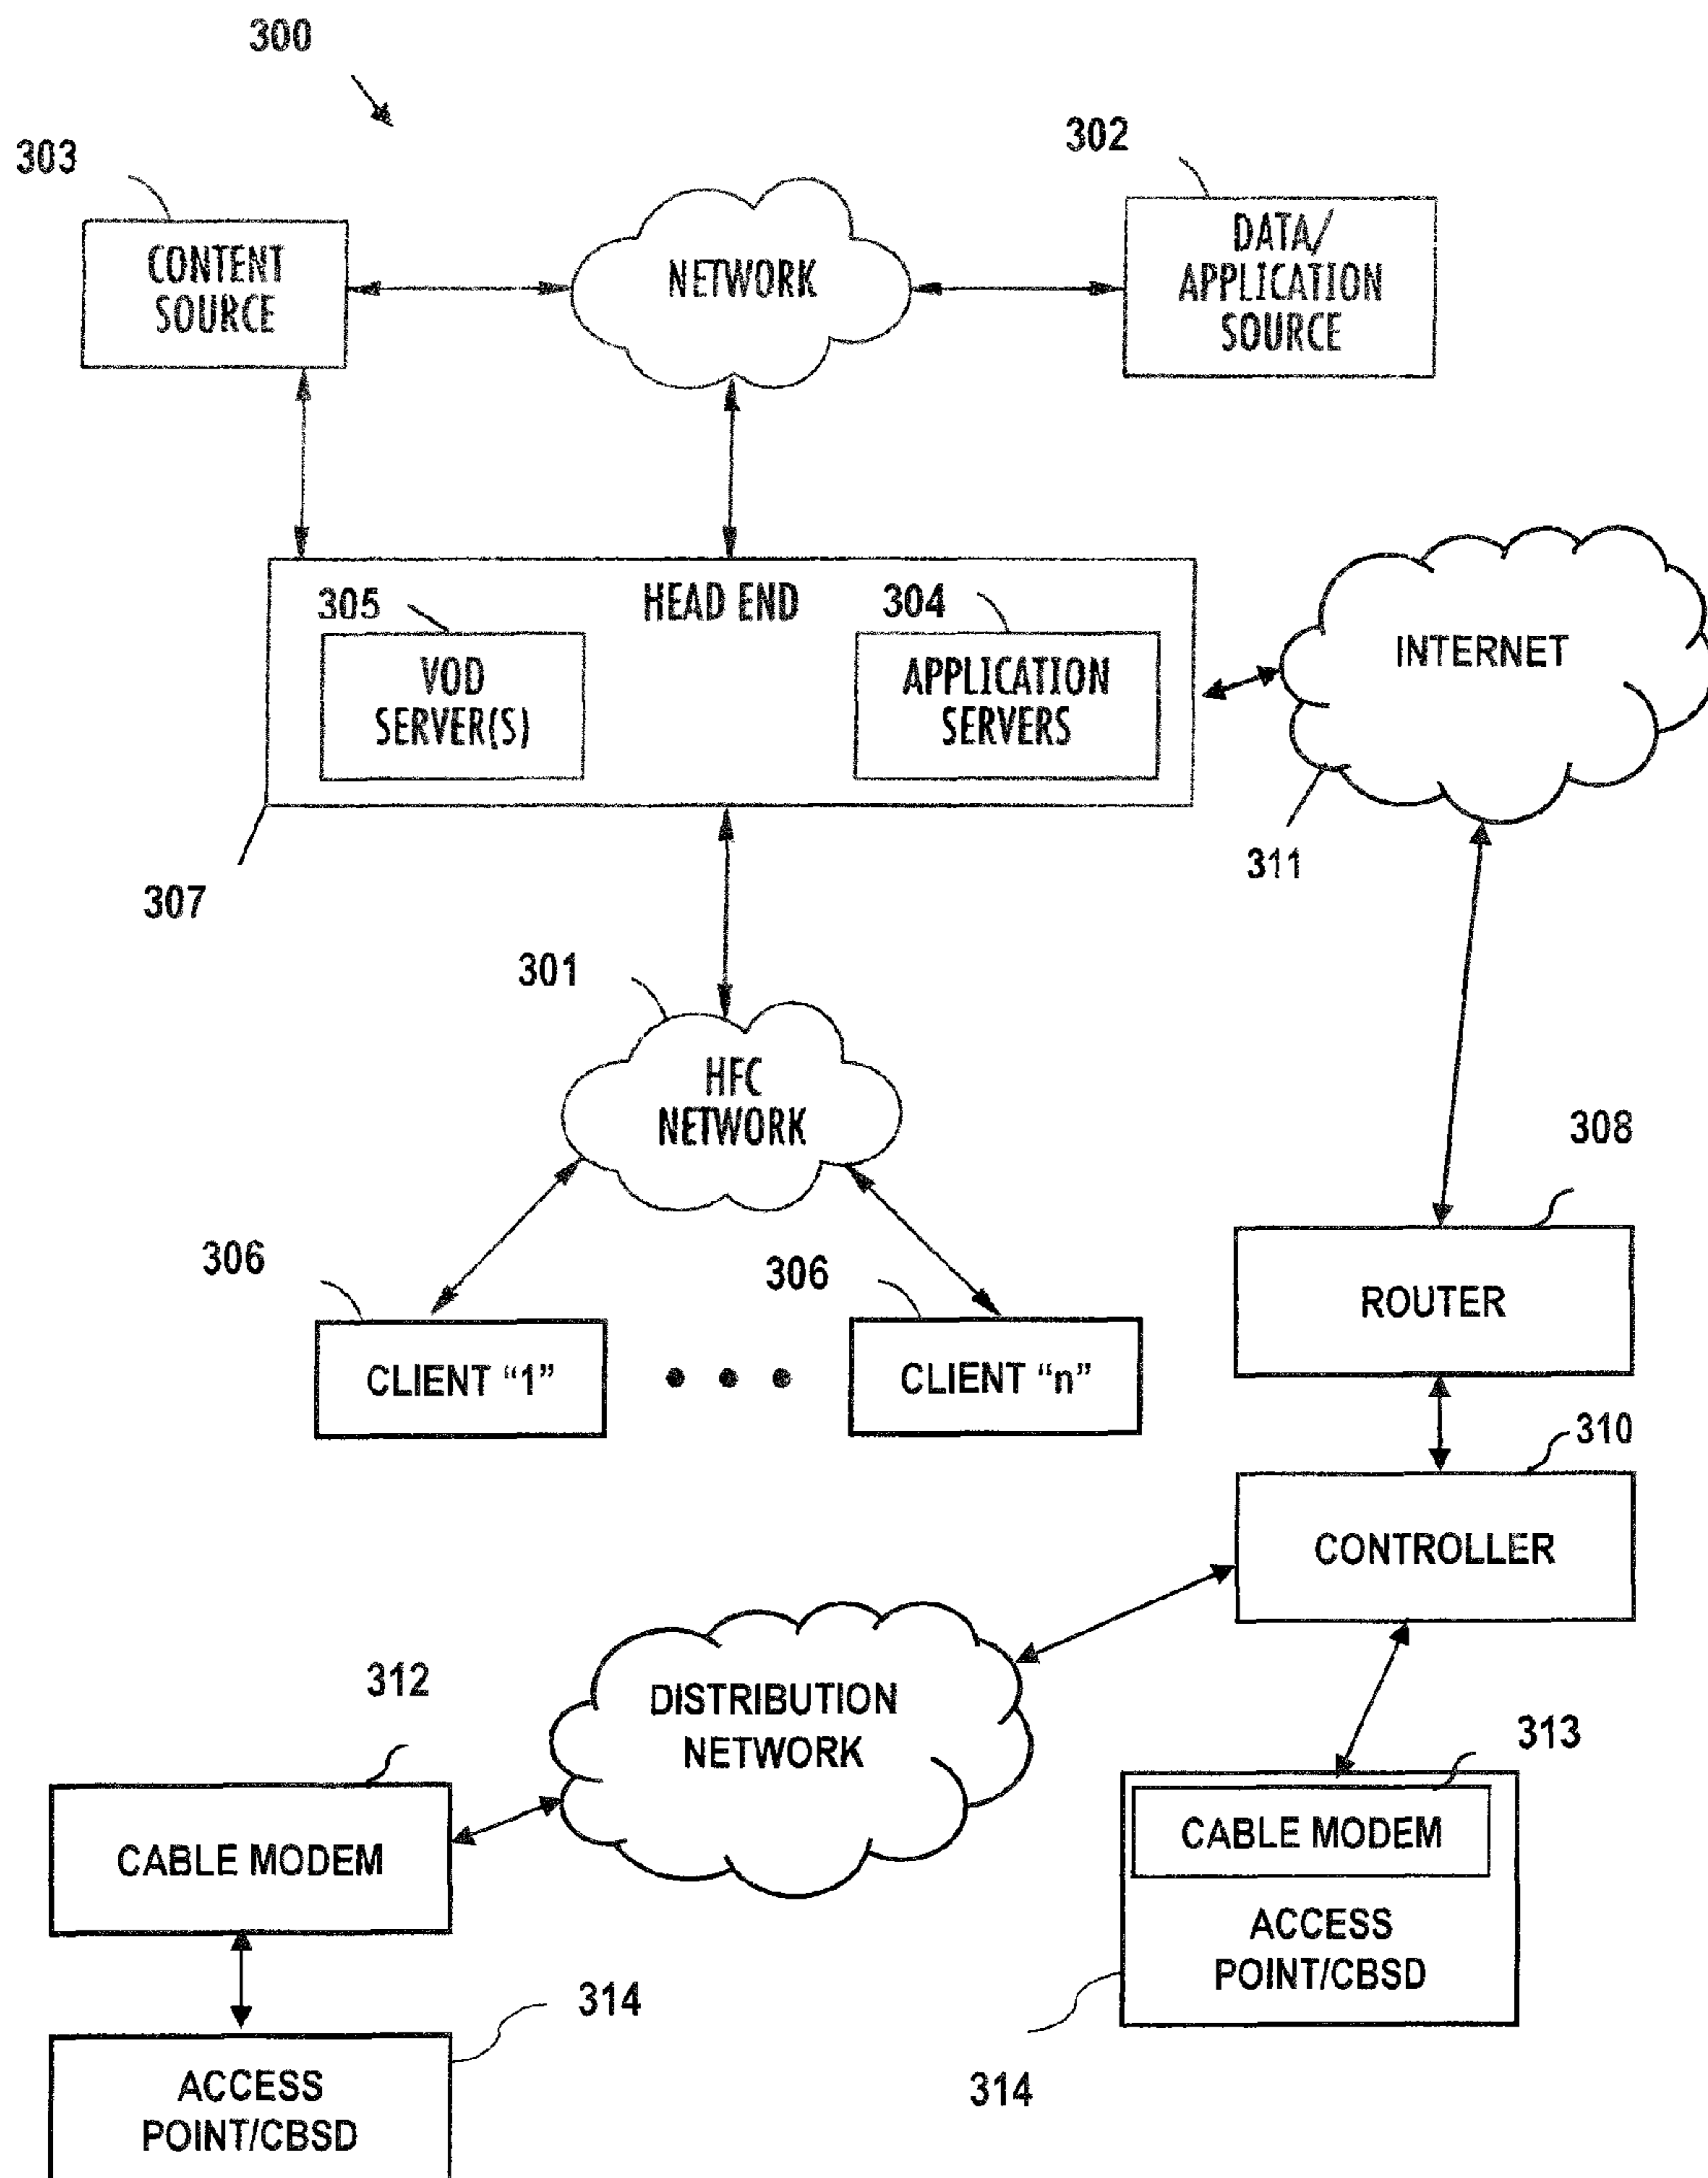 300
303
302
CONTENT
SOURCE
NETWORK
DATA/
APPLICATION
SOURCE
305
HEAD END
304
VOD
SERVER(S)
APPLICATION
SERVERS
INTERNET
311
307
301
HFC
NETWORK
308
306
306
ROUTER
CLIENT “1”
CLIENT “n”
310
CONTROLLER
312
DISTRIBUTION
NETWORK
313
CABLE MODEM
CABLE MODEM
ACCESS
POINT/CBSD
314
314
ACCESS
POINT/CBSD